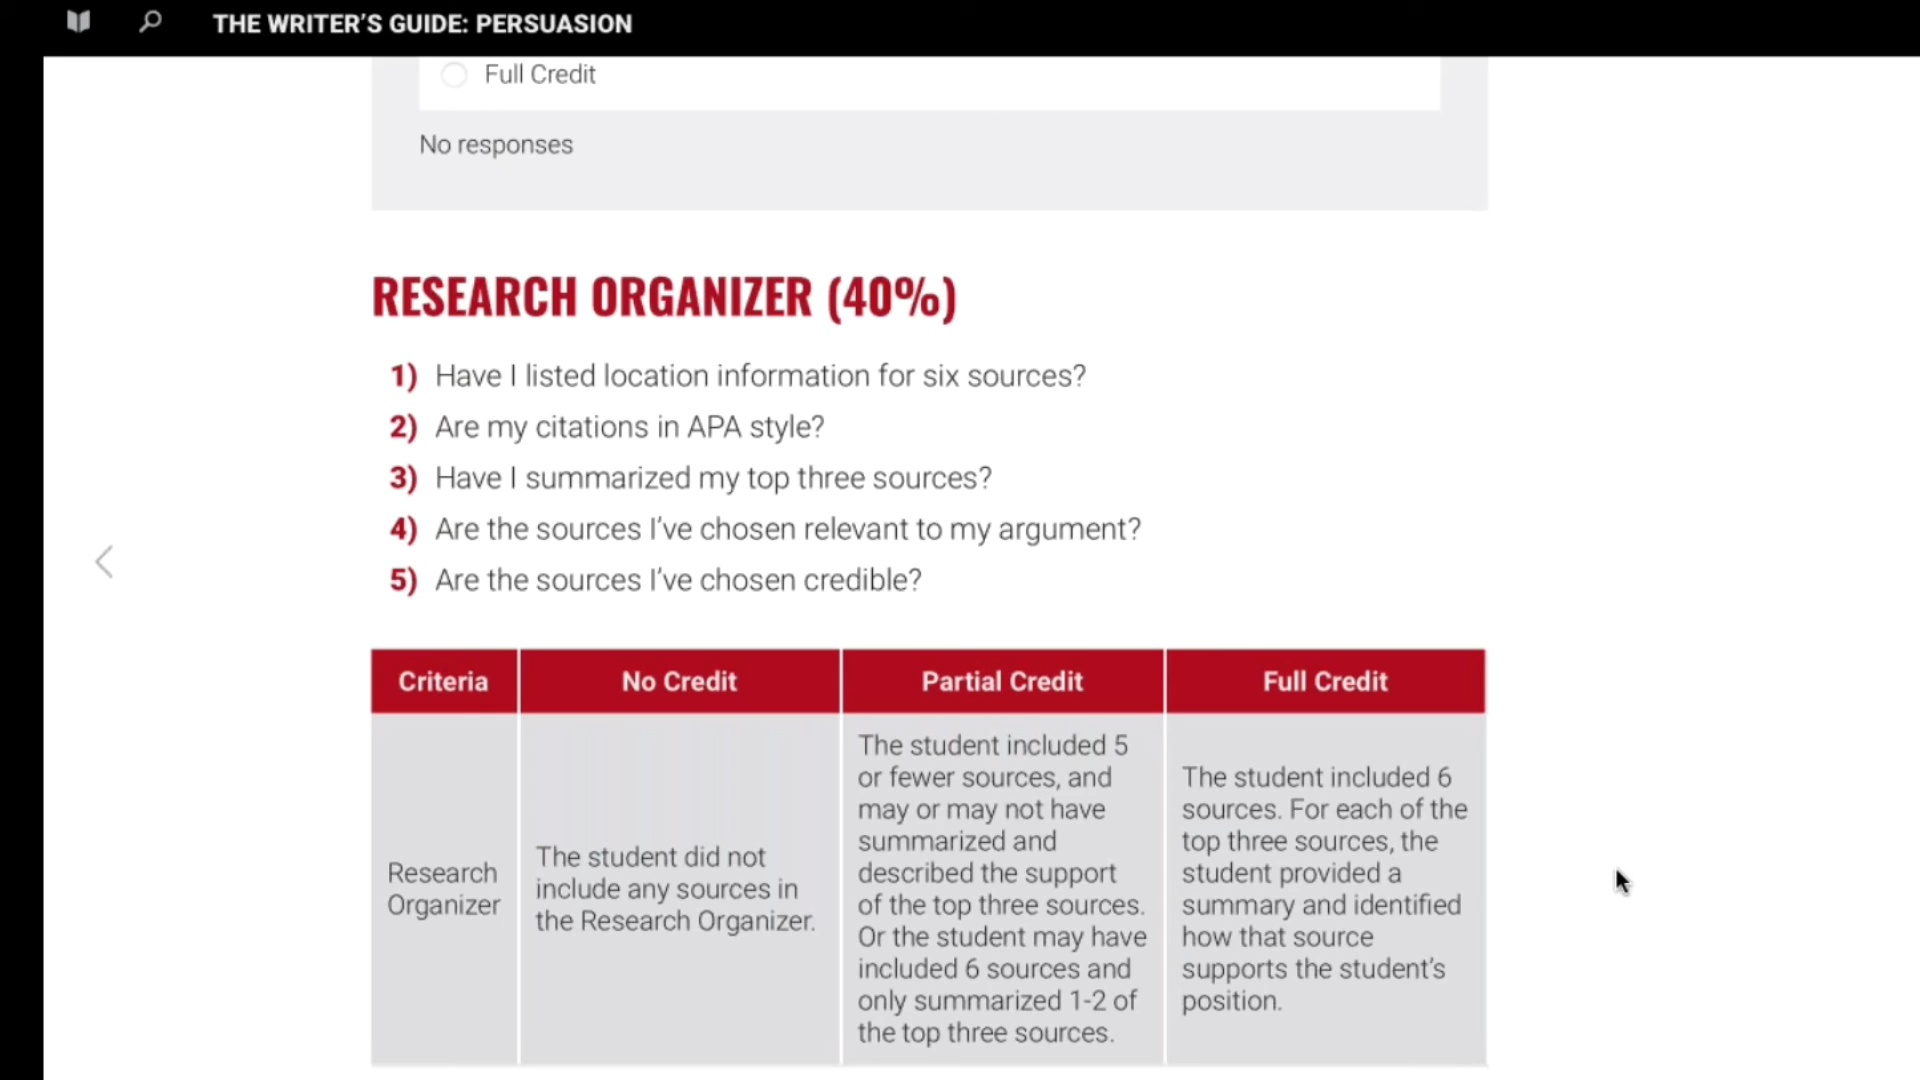 THE WRITER'S GUIDE: PERSUASION
Full Credit
No responses
RESEARCH ORGANIZER (40%)
1) Have I listed location information for six sources?
2) Are my citations in APA style?
3) Have I summarized my top three sources?
4) Are the sources I've chosen relevant to my argument?
5) Are the sources I've chosen credible?
Criteria
No Credit
Partial Credit
Full Credit
Research
Organizer
The student did not
include any sources in
the Research Organizer.
The student included 5
or fewer sources, and
may or may not have
summarized and
described the support
of the top three sources.
Or the student may have
included 6 sources and
only summarized 1-2 of
the top three sources.
The student included 6
sources. For each of the
top three sources, the
student provided a
summary and identified
how that source
supports the student's
position.